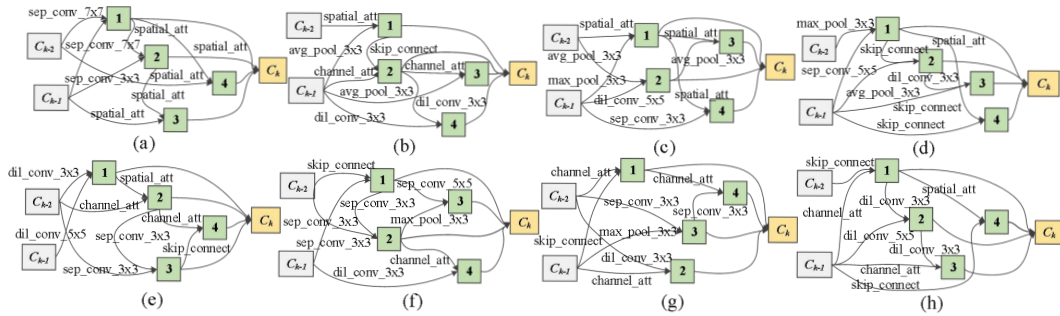 sep_conv_7x7
1
C_{k-2}
spatial_att
spatial_att
sep_conv_7x7
2
C_k
sep_conv_3x3
spatial_att
4
C_{k-1}
spatial_att
spatial_att
3
(a)
spatial_att
1
C_{k-2}
avg_pool_3x3
skip_connect
channel_att
2
channel_att
3
C_k
C_{k-1}
avg_pool_3x3
dil_conv_3x3
dil_conv_3x3
4
(b)
spatial_att
1
spatial_att
3
C_{k-2}
avg_pool_3x3
avg_pool_3x3
max_pool_3x3
2
C_k
C_{k-1}
dil_conv_5x5
spatial_att
sep_conv_3x3
4
(c)
max_pool_3x3
1
spatial_att
C_{k-2}
skip_connect
2
sep_conv_5x5
dil_conv_3x3
3
C_k
avg_pool_3x3
C_{k-1}
skip_connect
skip_connect
4
(d)
dil_conv_3x3
1
spatial_att
C_{k-2}
2
channel_att
channel_att
4
C_k
dil_conv_5x5
sep_conv_3x3
skip_connect
C_{k-1}
sep_conv_3x3
3
(e)
skip_connect
1
C_{k-2}
sep_conv_5x5
3
sep_conv_3x3
max_pool_3x3
C_k
sep_conv_3x3
2
C_{k-1}
channel_att
dil_conv_3x3
4
(f)
channel_att
1
channel_att
4
C_{k-2}
sep_conv_3x3
sep_conv_3x3
max_pool_3x3
3
C_k
skip_connect
C_{k-1}
dil_conv_3x3
2
channel_att
(g)
skip_connect
1
C_{k-2}
spatial_att
dil_conv_3x3
channel_att
2
4
C_k
dil_conv_5x5
dil_conv_3x3
C_{k-1}
3
channel_att
skip_connect
(h)